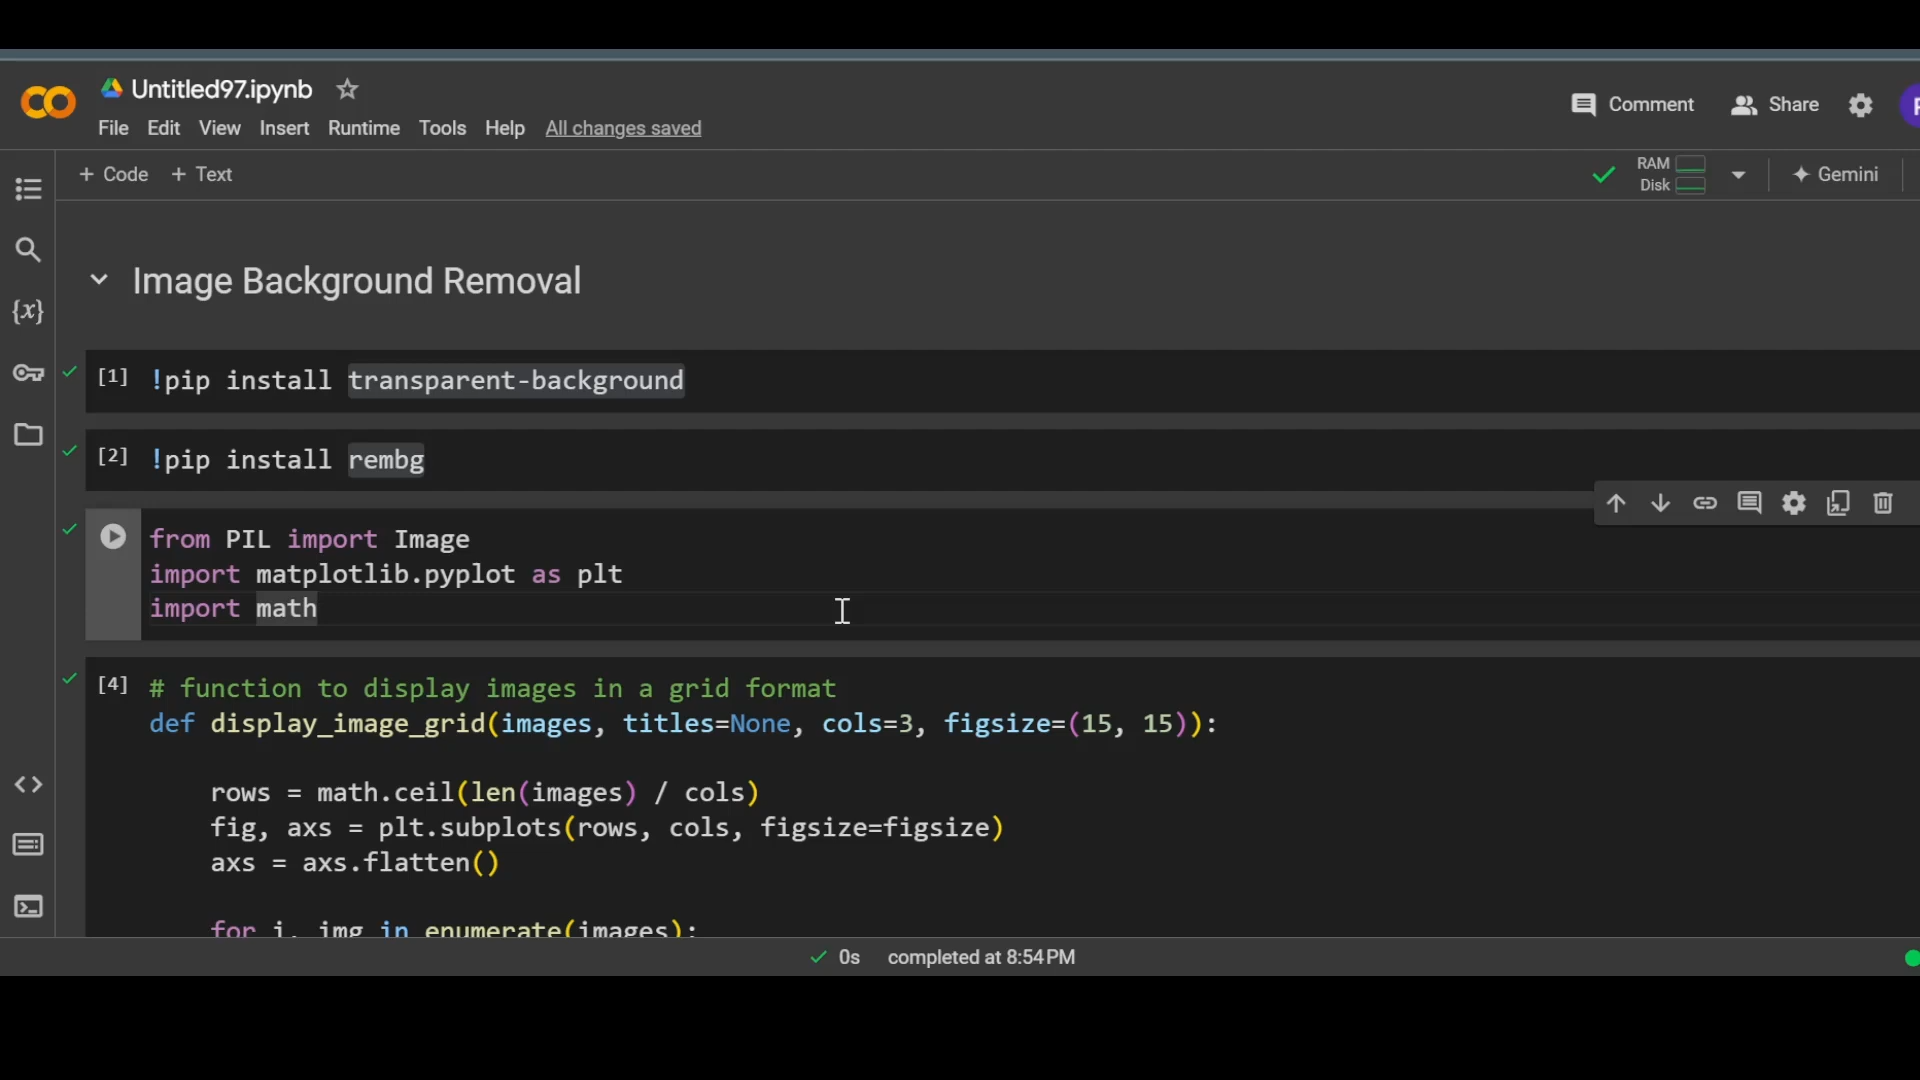 Untitled97.ipynb
File Edit View Insert Runtime Tools Help All changes saved
Comment Share
+ Code + Text
RAM
Disk
Gemini
{x}
Image Background Removal
[1] !pip install transparent-background
[2] !pip install rembg
from PIL import Image
import matplotlib.pyplot as plt
import math
[4] # function to display images in a grid format
def display_image_grid(images, titles=None, cols=3, figsize=(15, 15)):
rows = math.ceil(len(images) / cols)
fig, axs = plt.subplots(rows, cols, figsize=figsize)
axs = axs.flatten()
for i, img in enumerate(images):
0s completed at 8:54 PM